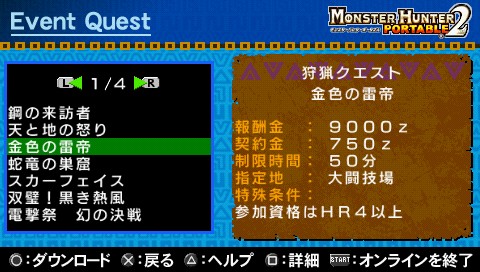 Event Quest
MONSTER HUNTER
PORTABLE 2
L 1/4 R
鋼の来訪者
天と地の怒り
金色の雷帝
蛇竜の巣窟
スカーフェイス
双璧！黒き熱風
電撃祭　幻の決戦
狩猟クエスト
金色の雷帝
報酬金　：　９０００ｚ
契約金　：　７５０ｚ
制限時間：　５０分
指定地　：　大闘技場
特殊条件：
参加資格はＨＲ４以上
○:ダウンロード　×:戻る　△:ヘルプ　□:詳細　START:オンラインを終了